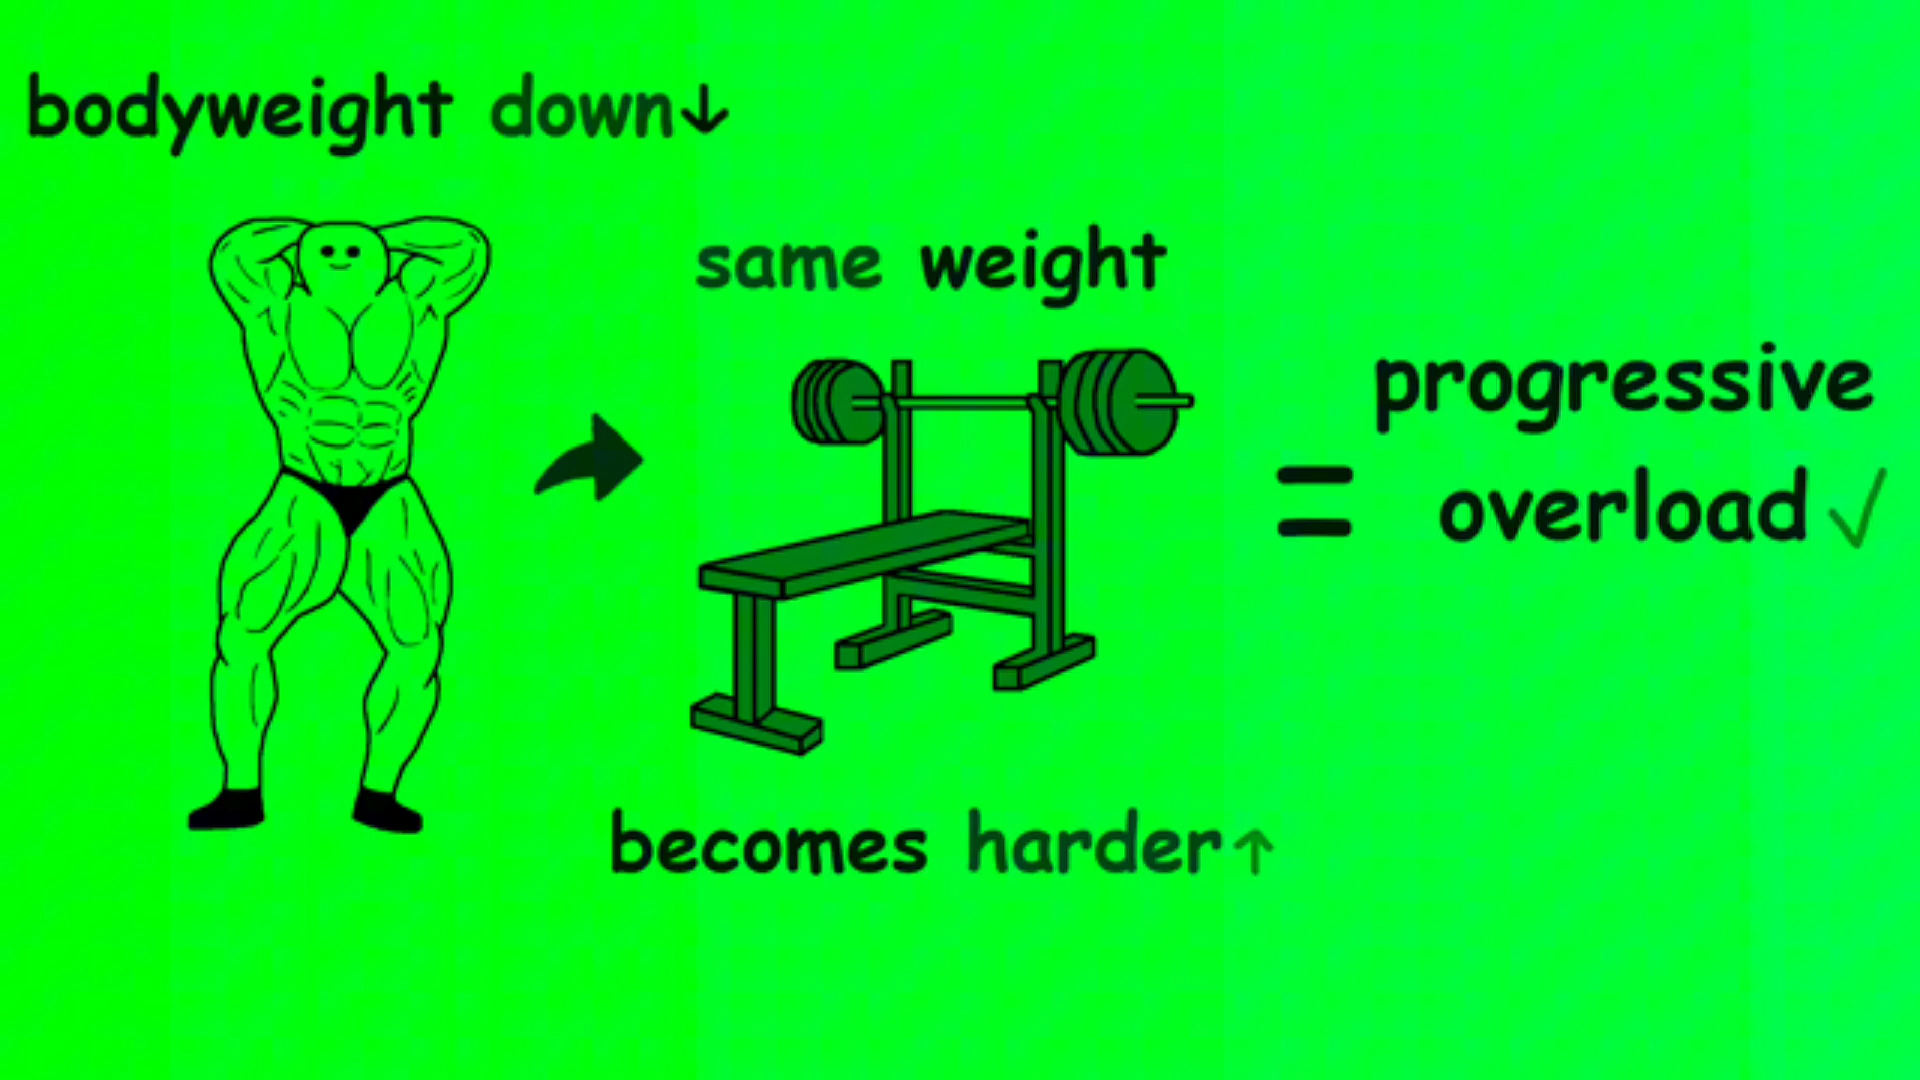 bodyweight down↓
same weight
progressive
= overload✓
becomes harder↑